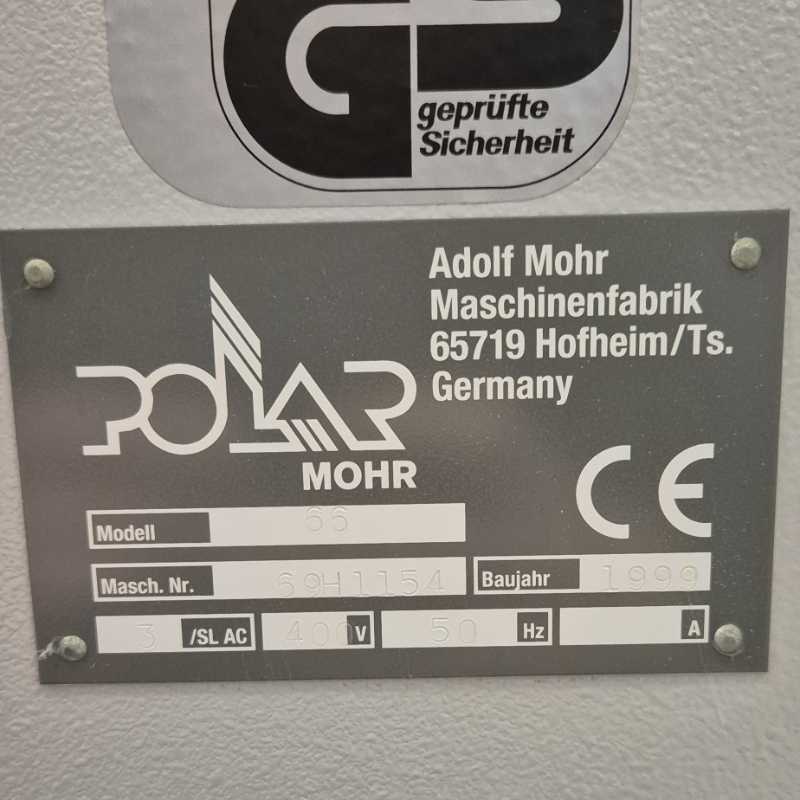 GS
geprüfte
Sicherheit
Adolf Mohr
Maschinenfabrik
65719 Hofheim/Ts.
Germany
POLAR
MOHR
CE
Modell 66
Masch. Nr. 69H1154 Baujahr 1999
3 /SL AC 400 V 50 Hz A